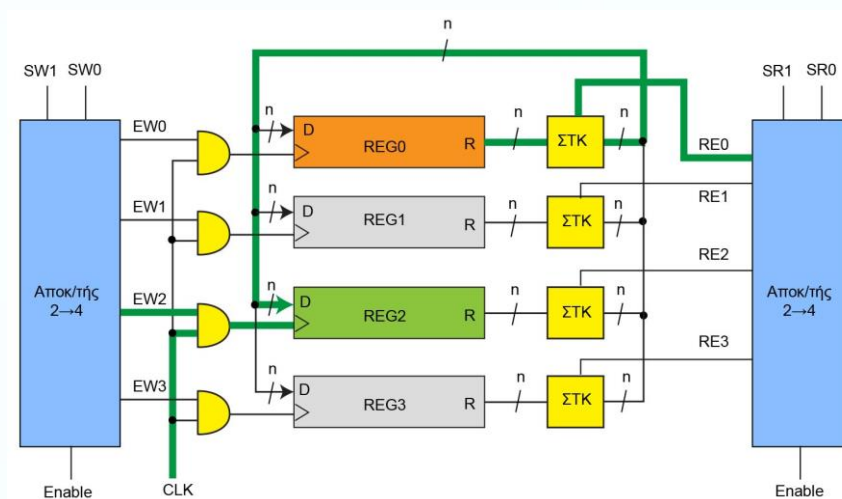 n
SW1 SW0
SR1 SR0
EW0
n
D REG0 R
n
ΣΤΚ
n
RE0
EW1
n
D REG1 R
n
ΣΤΚ
n
RE1
Αποκ/τής
2→4
EW2
n
D REG2 R
n
ΣΤΚ
n
RE2
Αποκ/τής
2→4
EW3
n
D REG3 R
n
ΣΤΚ
n
RE3
Enable
CLK
Enable